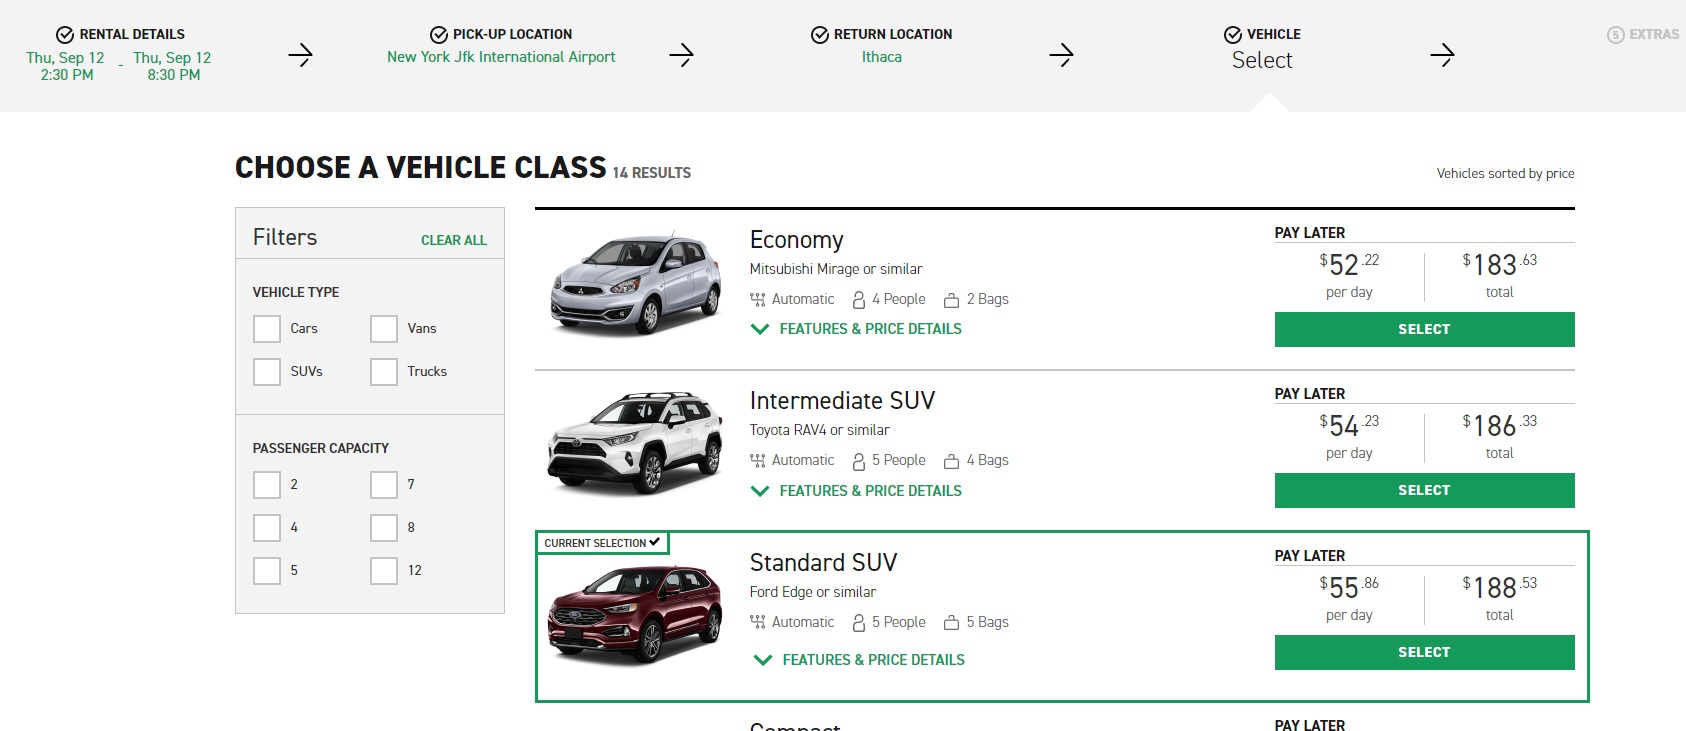 RENTAL DETAILS
Thu, Sep 12 - Thu, Sep 12
2:30 PM 8:30 PM
PICK-UP LOCATION
New York Jfk International Airport
RETURN LOCATION
Ithaca
VEHICLE
Select
5 EXTRAS
CHOOSE A VEHICLE CLASS 14 RESULTS
Vehicles sorted by price
Filters CLEAR ALL
VEHICLE TYPE
Cars Vans
SUVs Trucks
PASSENGER CAPACITY
2 7
4 8
5 12
Economy
Mitsubishi Mirage or similar
Automatic 4 People 2 Bags
FEATURES & PRICE DETAILS
PAY LATER
$52.22 $183.63
per day total
SELECT
Intermediate SUV
Toyota RAV4 or similar
Automatic 5 People 4 Bags
FEATURES & PRICE DETAILS
PAY LATER
$54.23 $186.33
per day total
SELECT
CURRENT SELECTION
Standard SUV
Ford Edge or similar
Automatic 5 People 5 Bags
FEATURES & PRICE DETAILS
PAY LATER
$55.86 $188.53
per day total
SELECT
Compact
PAY LATER